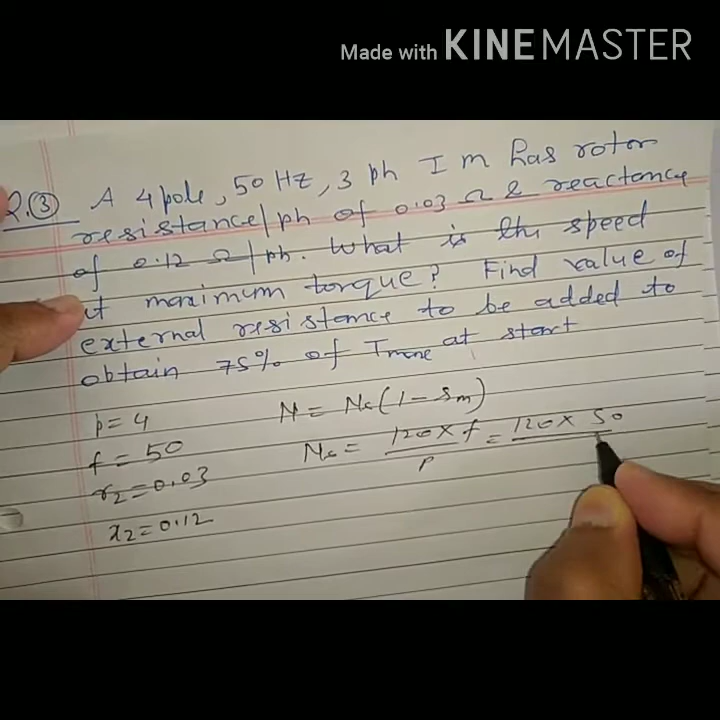 Made with KINEMASTER
Q.③ A 4 pole, 50 Hz, 3 ph I m has rotor
resistance/ph of 0.03 Ω & reactance
of 0.12 Ω/ph. What is the speed
at maximum torque? Find value of
external resistance to be added to
obtain 75% of Tmax at start
p = 4
f = 50
r₂ = 0.03
x₂ = 0.12
N = Ns(1 - sm)
Ns = 120 × f / P = 120 × 50